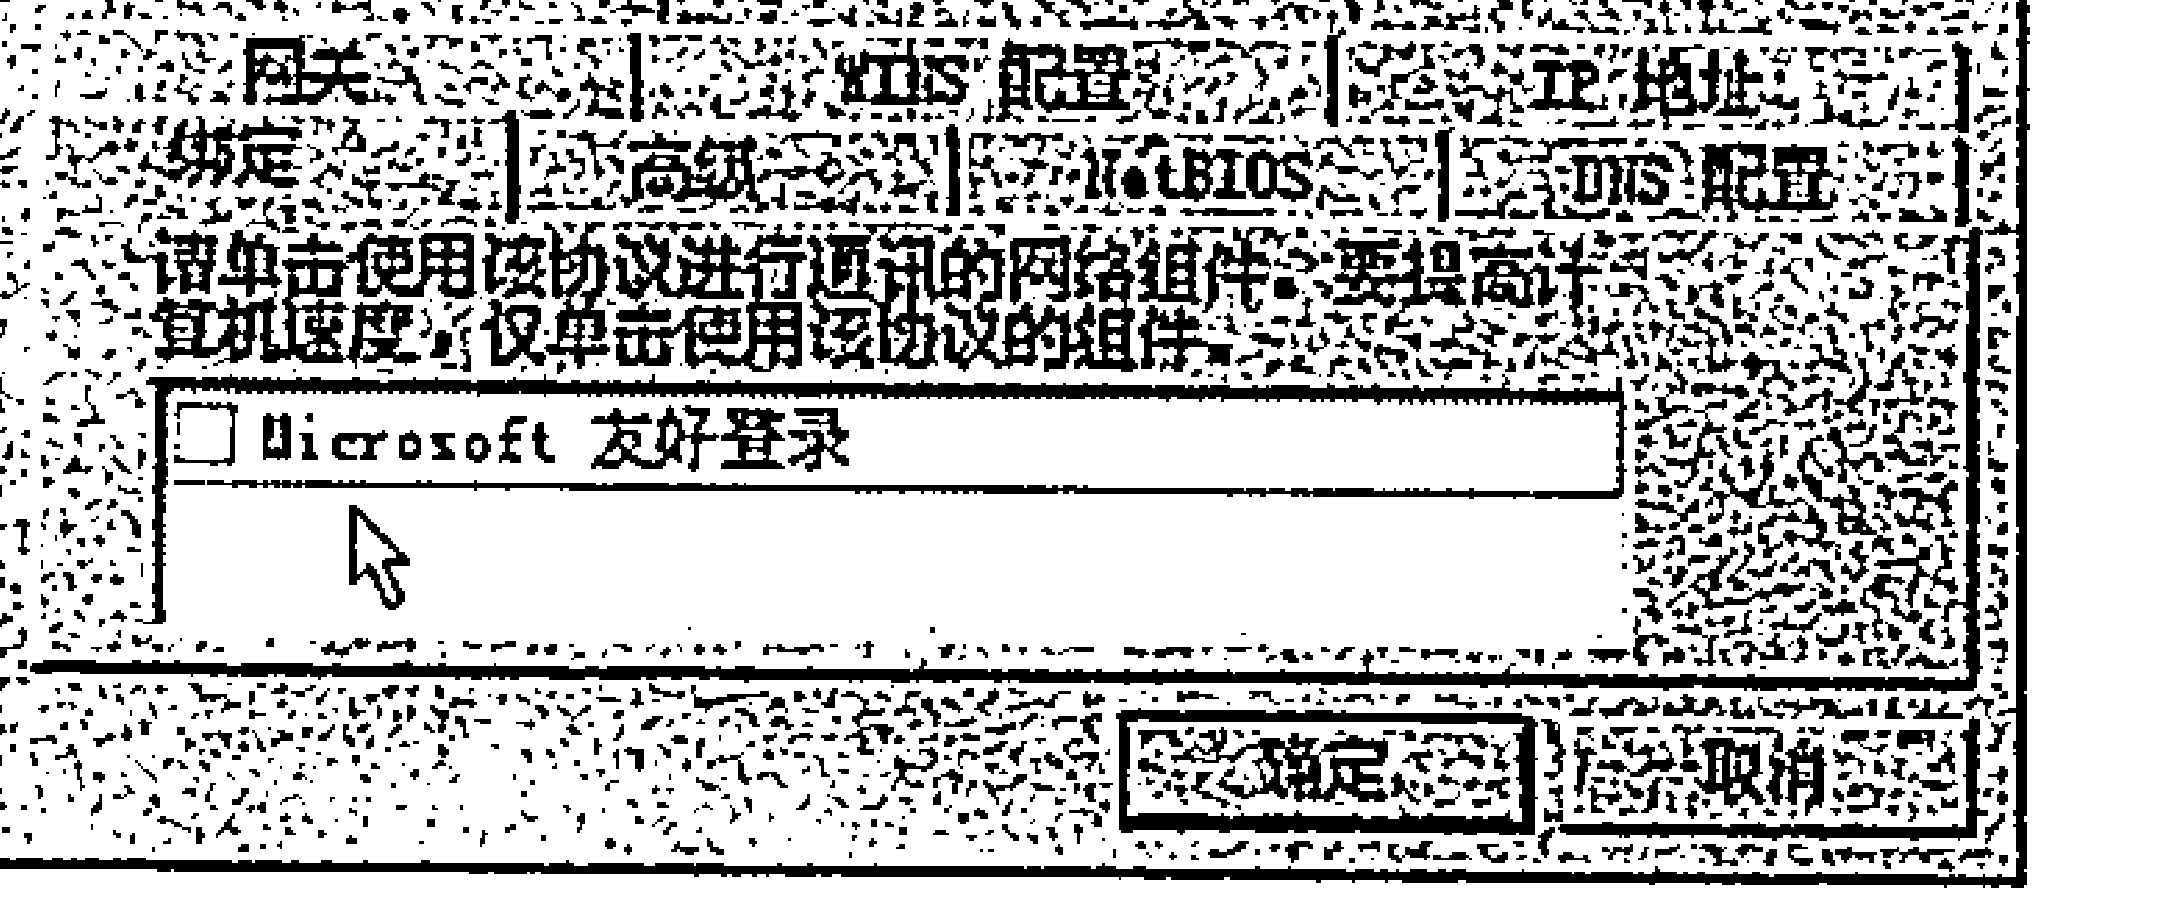 网关 WINS 配置 IP 地址
绑定 高级 NetBIOS DNS 配置
请单击使用该协议进行通讯的网络组件。要提高计
算机速度，仅单击使用该协议的组件。
Microsoft 友好登录
确定 取消